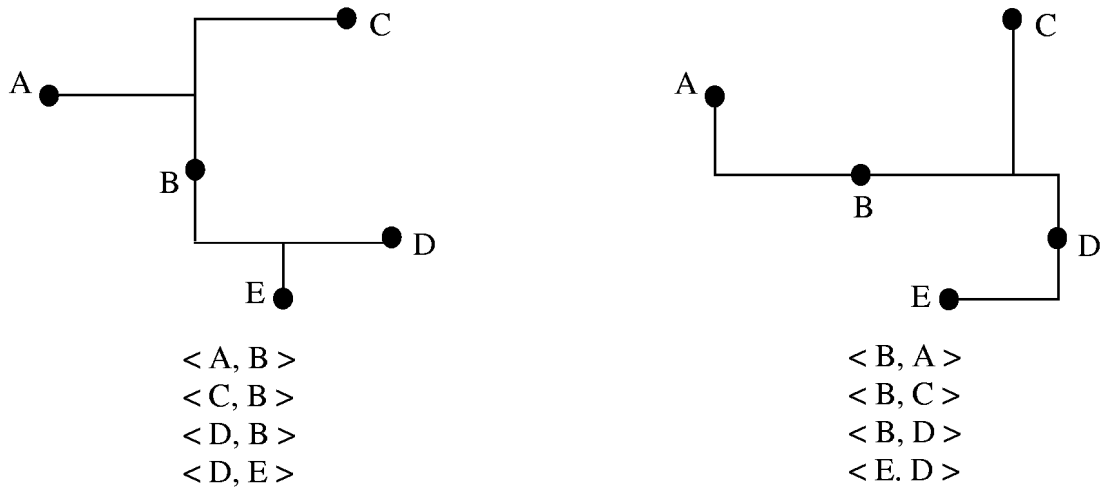 C
A
B
D
E
< A, B >
< C, B >
< D, B >
< D, E >
C
A
B
D
E
< B, A >
< B, C >
< B, D >
< E. D >